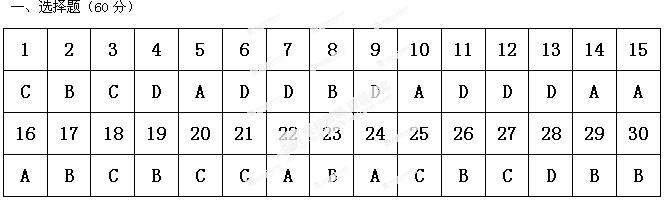 一、选择题（60 分）
1 2 3 4 5 6 7 8 9 10 11 12 13 14 15
C B C D A D D B D A D D D A A
16 17 18 19 20 21 22 23 24 25 26 27 28 29 30
A B C B C C A B A C B C D B B